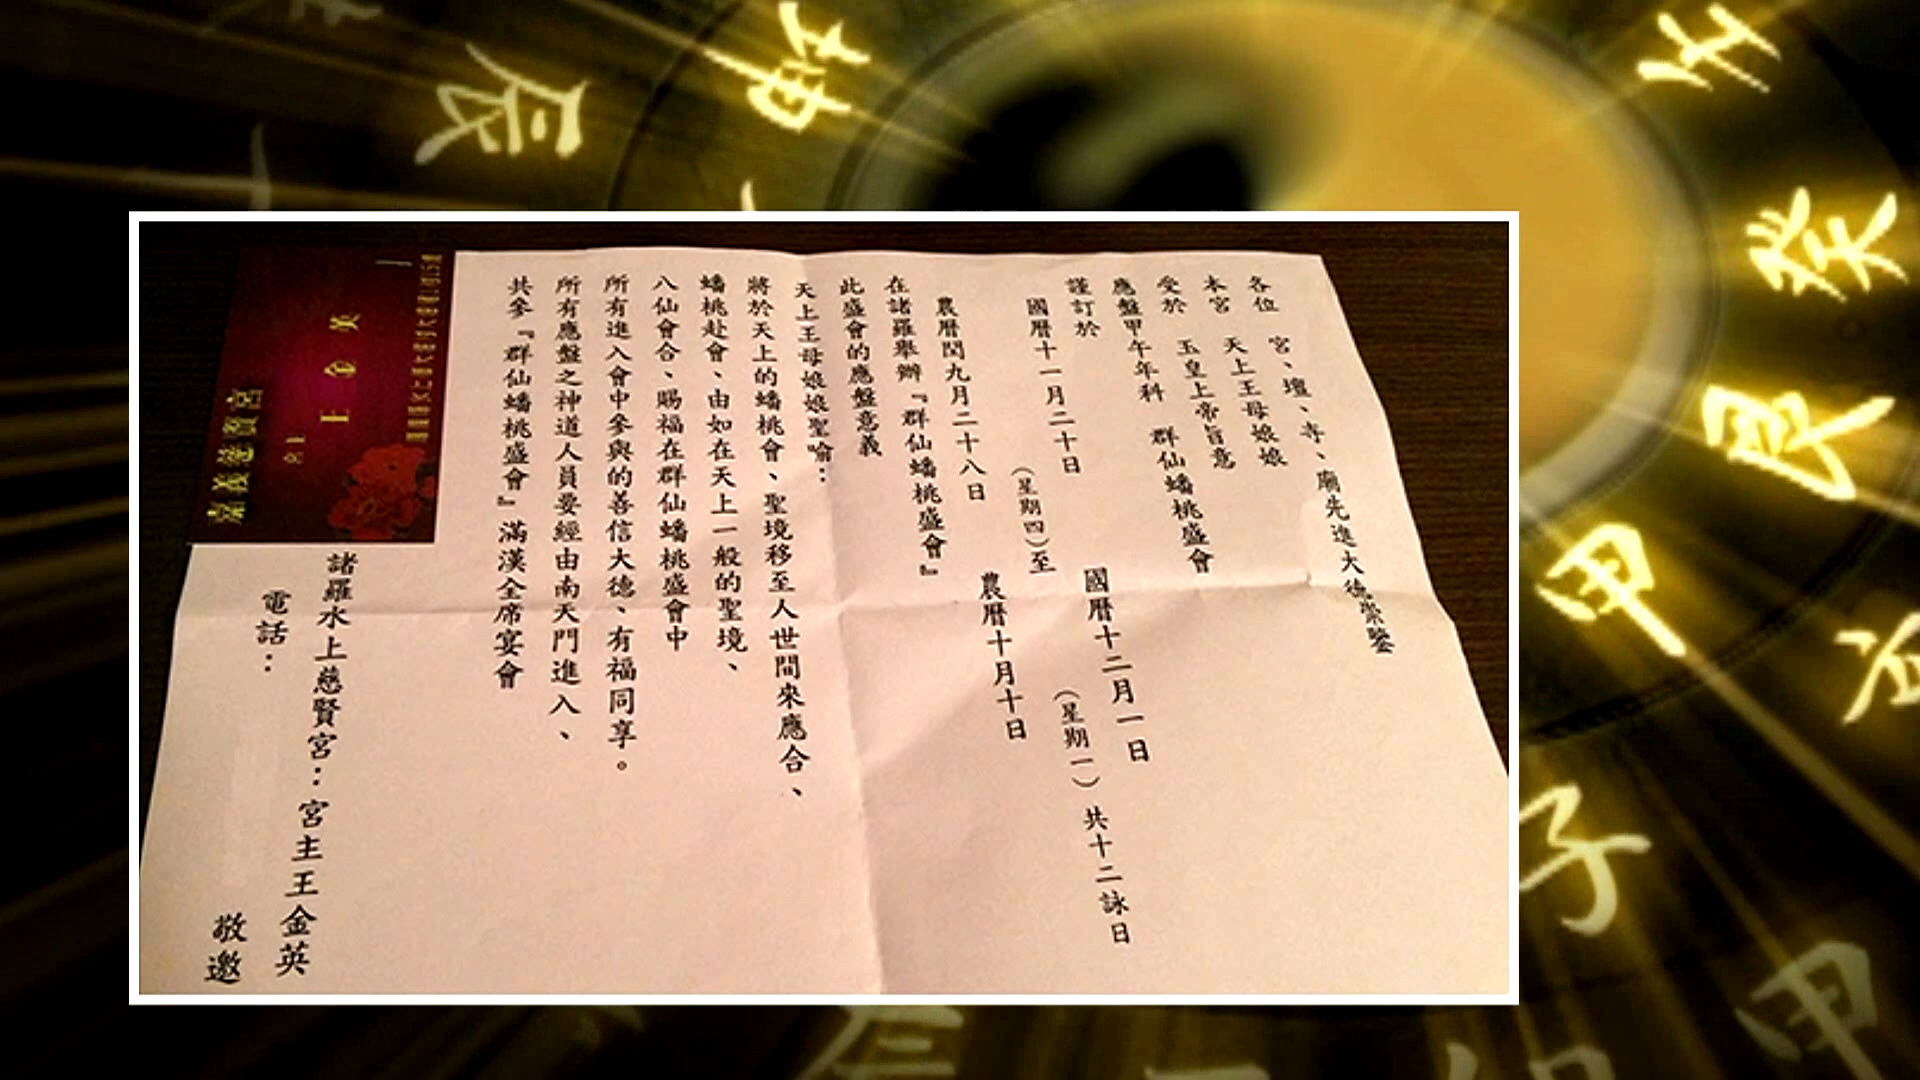 各位 宮、壇、寺、廟先進大德崇鑒
本宮 天上王母娘娘
受於 玉皇上帝旨意
應盤甲午年科 群仙蟠桃盛會
謹訂於
國曆十一月二十日（星期四）至 國曆十二月一日（星期一）共十二詠日
農曆閏九月二十八日 農曆十月十日
在諸羅舉辦『群仙蟠桃盛會』
此盛會的應盤意義
天上王母娘娘聖喻：
將於天上的蟠桃會、聖境移至人世間來應合、
蟠桃赴會、由如在天上一般的聖境、
八仙會合、賜福在群仙蟠桃盛會中
所有進入會中參與的善信大德、有福同享。
所有應盤之神道人員要經由南天門進入、
共參『群仙蟠桃盛會』滿漢全席宴會
諸羅水上慈賢宮：宮主王金英
電話：
敬邀
王金英
宮主
嘉義慈賢宮
辰
坤
壬
癸
艮
甲
子
甲